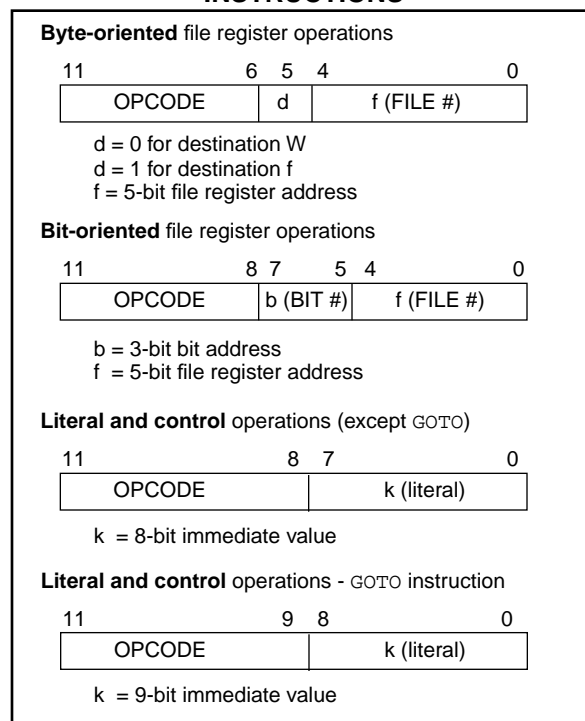 INSTRUCTIONS
Byte-oriented file register operations
11 6 5 4 0
OPCODE d f (FILE #)
d = 0 for destination W
d = 1 for destination f
f = 5-bit file register address
Bit-oriented file register operations
11 8 7 5 4 0
OPCODE b (BIT #) f (FILE #)
b = 3-bit bit address
f = 5-bit file register address
Literal and control operations (except GOTO)
11 8 7 0
OPCODE k (literal)
k = 8-bit immediate value
Literal and control operations - GOTO instruction
11 9 8 0
OPCODE k (literal)
k = 9-bit immediate value